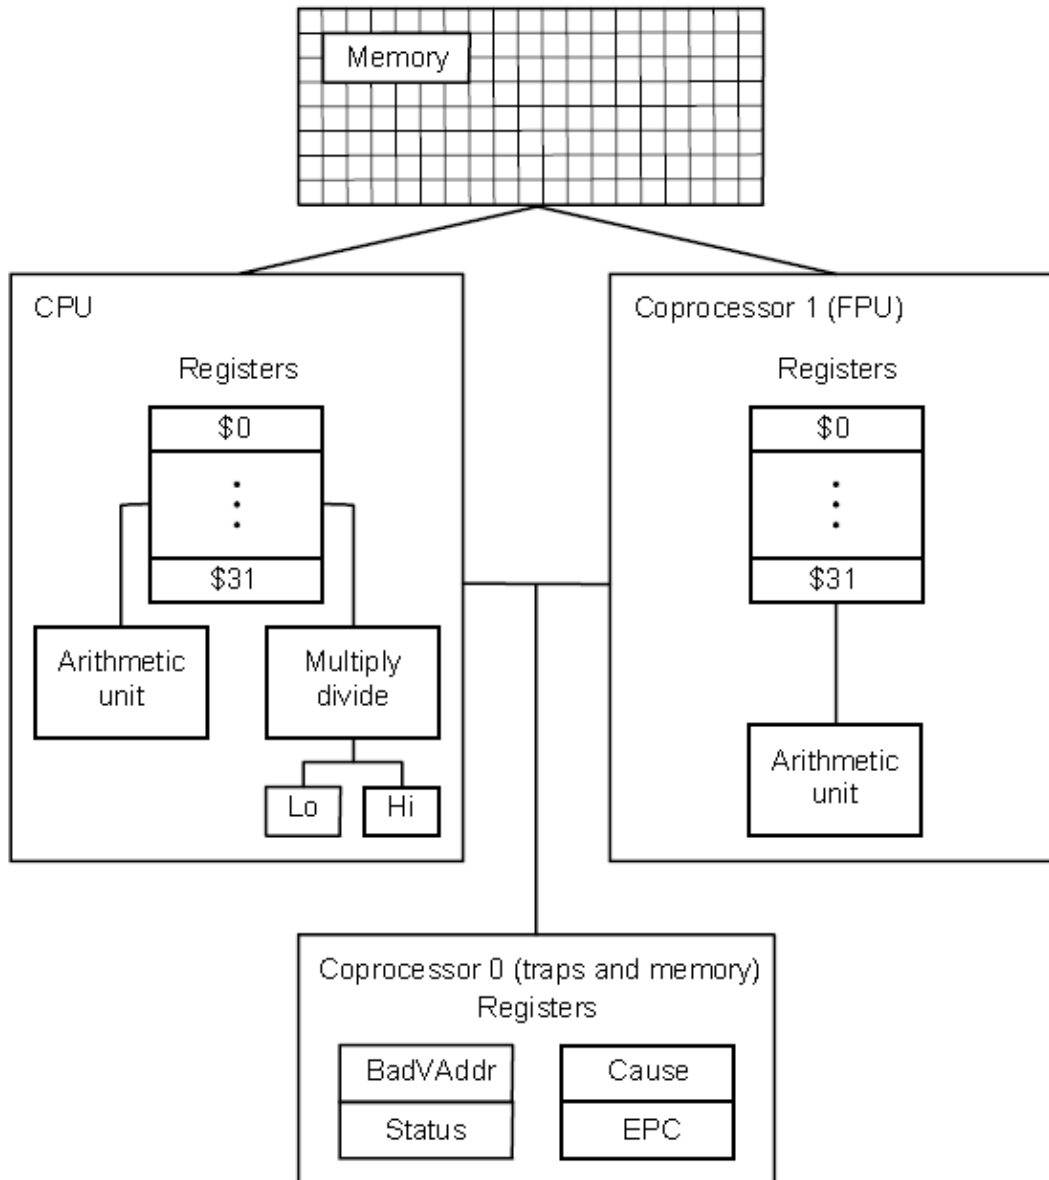 Memory
CPU
Registers
$0
$31
Arithmetic
unit
Multiply
divide
Lo
Hi
Coprocessor 1 (FPU)
Registers
$0
$31
Arithmetic
unit
Coprocessor 0 (traps and memory)
Registers
BadVAddr
Status
Cause
EPC